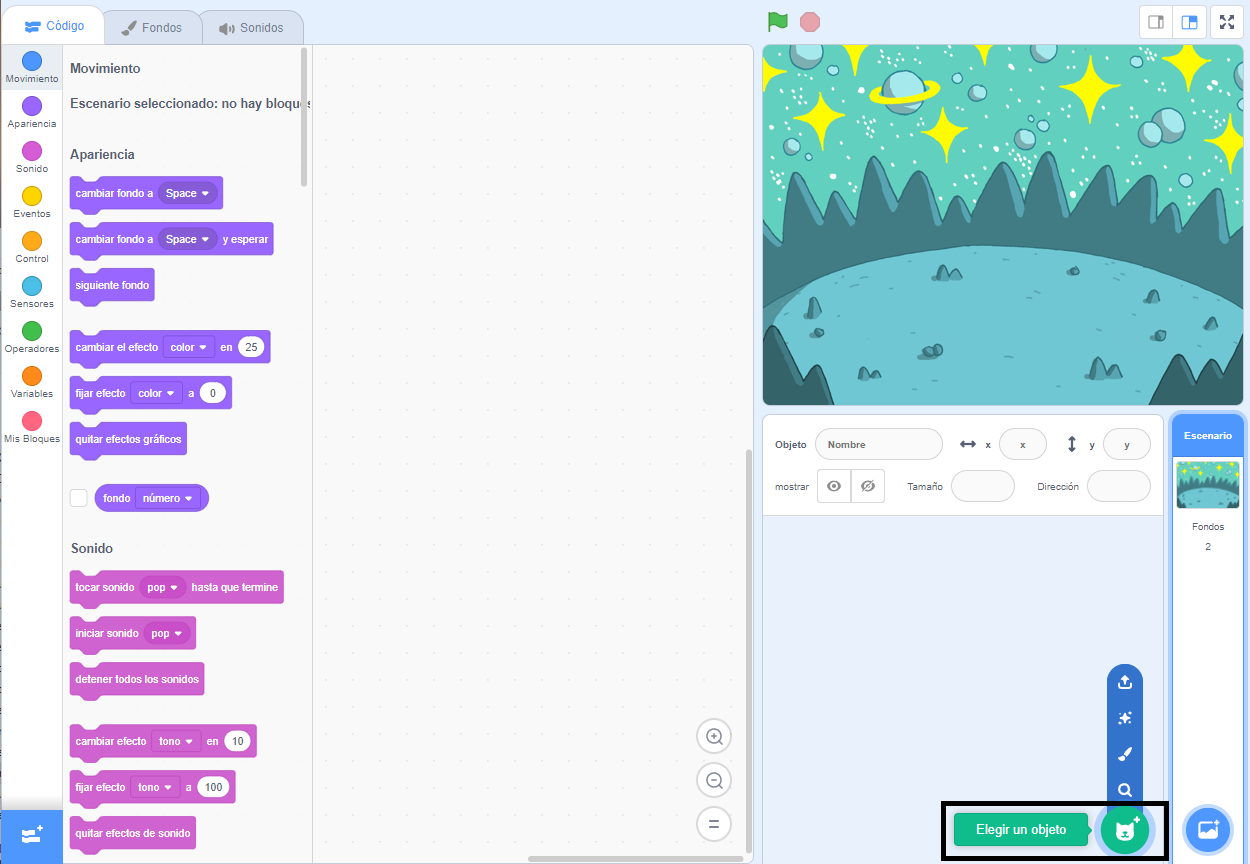 Código
Fondos
Sonidos
Movimiento
Apariencia
Sonido
Eventos
Control
Sensores
Operadores
Variables
Mis Bloques
Movimiento
Escenario seleccionado: no hay bloque
Apariencia
cambiar fondo a Space
cambiar fondo a Space y esperar
siguiente fondo
cambiar el efecto color en 25
fijar efecto color a 0
quitar efectos gráficos
fondo número
Sonido
tocar sonido pop hasta que termine
iniciar sonido pop
detener todos los sonidos
cambiar efecto tono en 10
fijar efecto tono a 100
quitar efectos de sonido
Objeto Nombre x x y y
mostrar Tamaño Dirección
Elegir un objeto
Escenario
Fondos
2